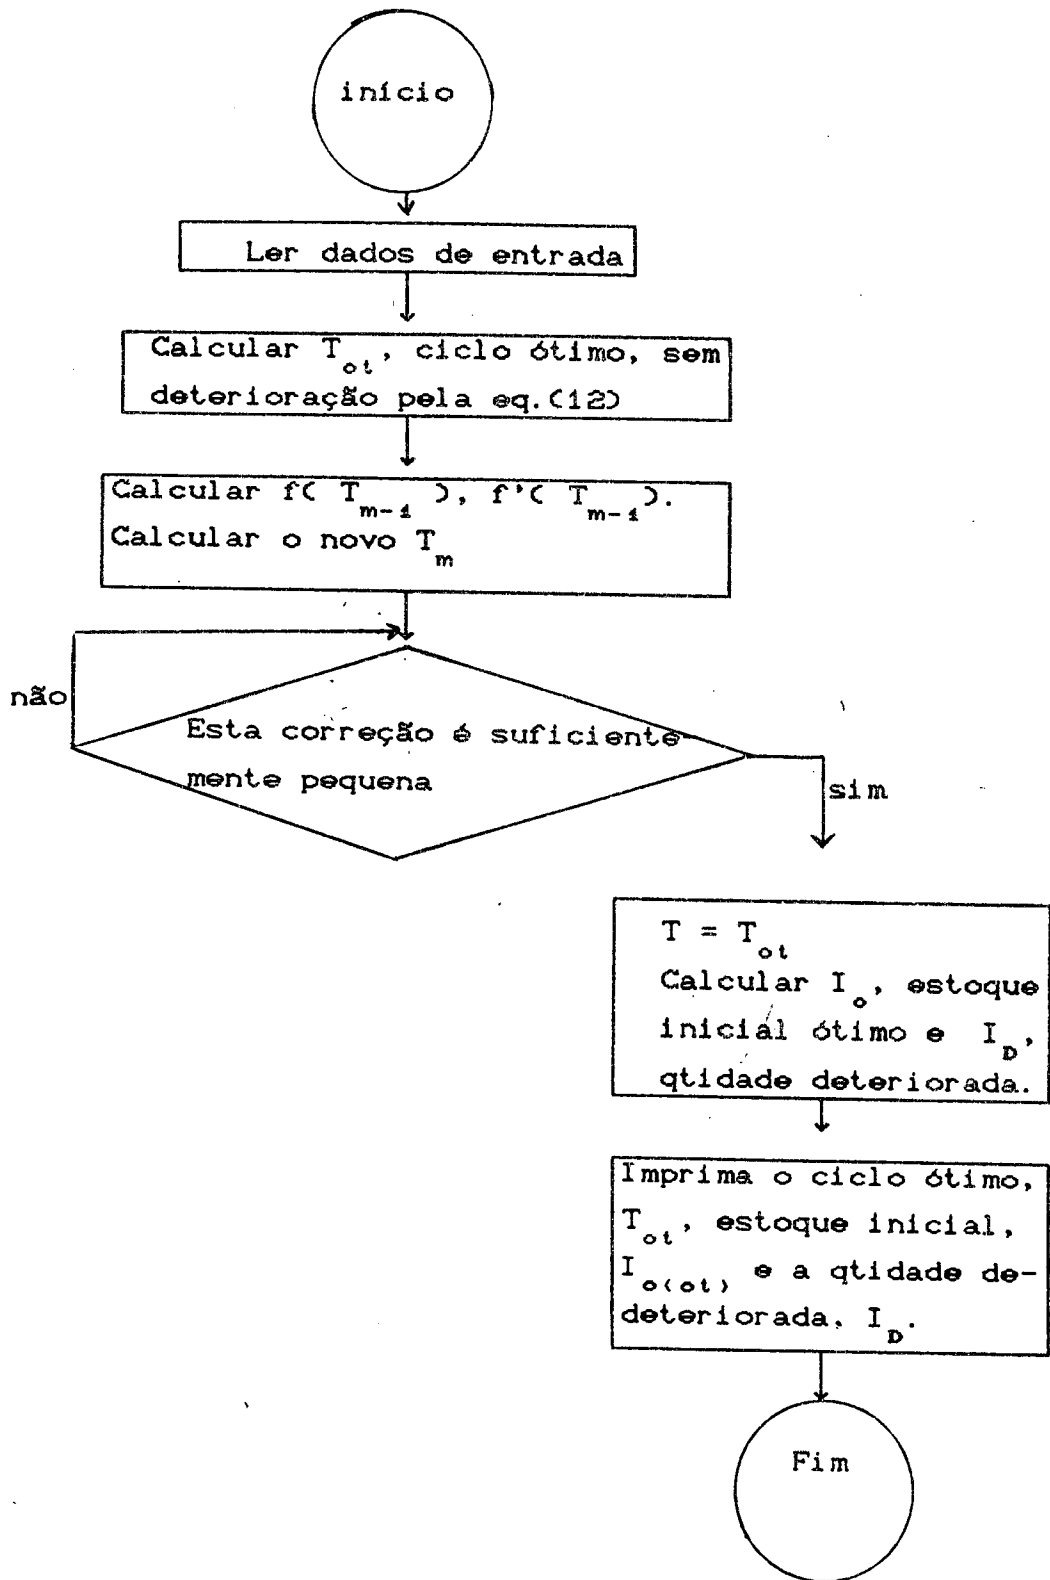 início
Ler dados de entrada
Calcular T_ot, ciclo ótimo, sem
deterioração pela eq.(12)
Calcular f( T_m-1 ), f'( T_m-1 ).
Calcular o novo T_m
não
Esta correção é suficiente-
mente pequena
sim
T = T_ot
Calcular I_o, estoque
inicial ótimo e I_D,
qtidade deteriorada.
Imprima o ciclo ótimo,
T_ot, estoque inicial,
I_o(ot) e a qtidade de-
deteriorada, I_D.
Fim